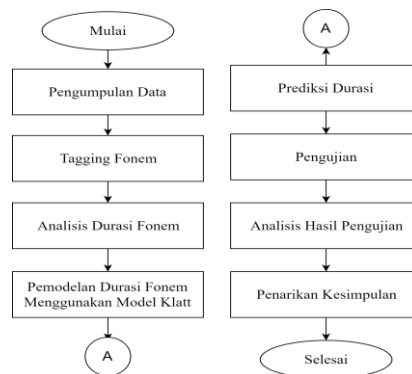 Mulai
Pengumpulan Data
Tagging Fonem
Analisis Durasi Fonem
Pemodelan Durasi Fonem
Menggunakan Model Klatt
A
A
Prediksi Durasi
Pengujian
Analisis Hasil Pengujian
Penarikan Kesimpulan
Selesai